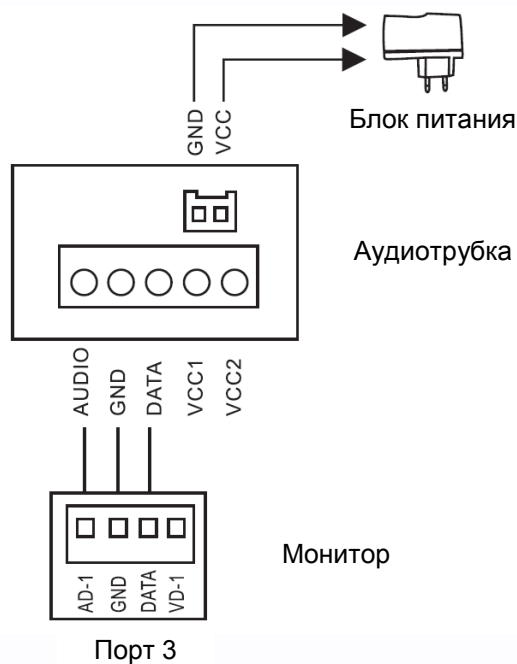 GND
VCC
Блок питания
Аудиотрубка
AUDIO
GND
DATA
VCC1
VCC2
Монитор
AD-1
GND
DATA
VD-1
Порт 3